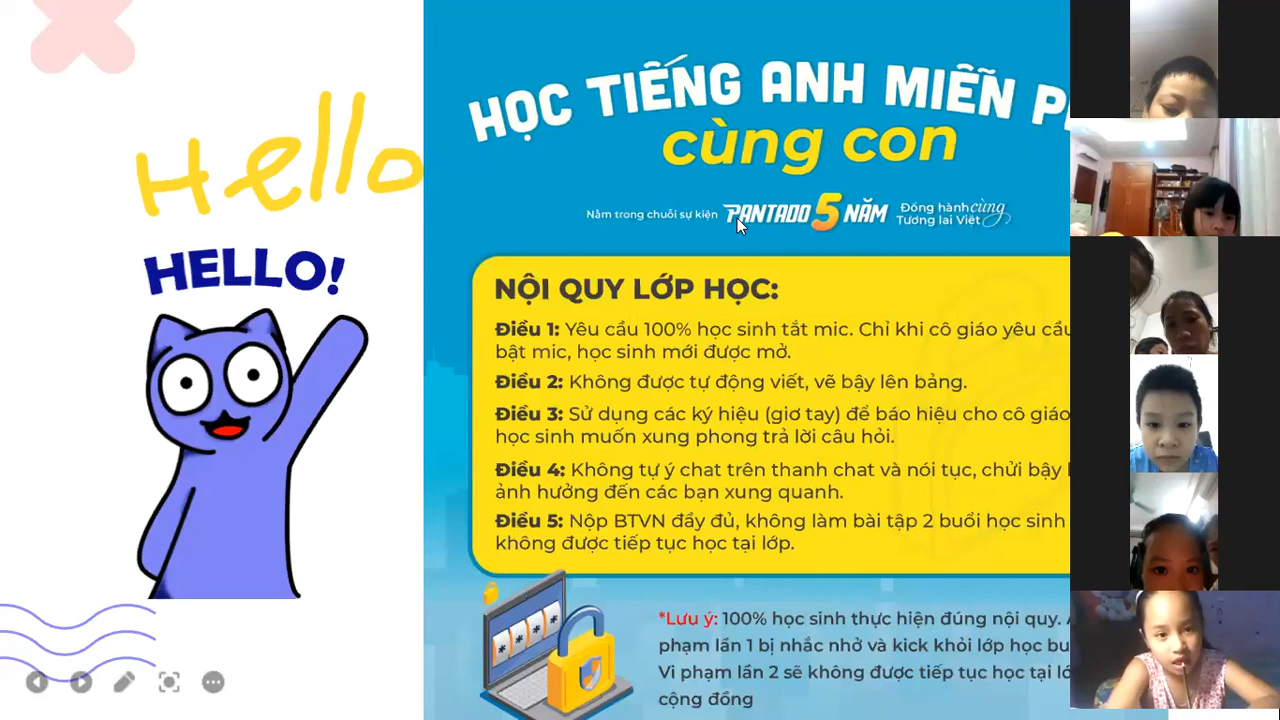 Hello
HELLO!
HỌC TIẾNG ANH MIỄN
cùng con
Nằm trong chuỗi sự kiện PANTADO 5 NĂM Đồng hành cùng
Tương lai Việt
NỘI QUY LỚP HỌC:
Điều 1: Yêu cầu 100% học sinh tắt mic. Chỉ khi cô giáo yêu cầu
bật mic, học sinh mới được mở.
Điều 2: Không được tự động viết, vẽ bậy lên bảng.
Điều 3: Sử dụng các ký hiệu (giơ tay) để báo hiệu cho cô giáo
học sinh muốn xung phong trả lời câu hỏi.
Điều 4: Không tự ý chat trên thanh chat và nói tục, chửi bậy
ảnh hưởng đến các bạn xung quanh.
Điều 5: Nộp BTVN đầy đủ, không làm bài tập 2 buổi học sinh
không được tiếp tục học tại lớp.
*Lưu ý: 100% học sinh thực hiện đúng nội quy.
phạm lần 1 bị nhắc nhở và kick khỏi lớp học
Vi phạm lần 2 sẽ không được tiếp tục học tại
cộng đồng